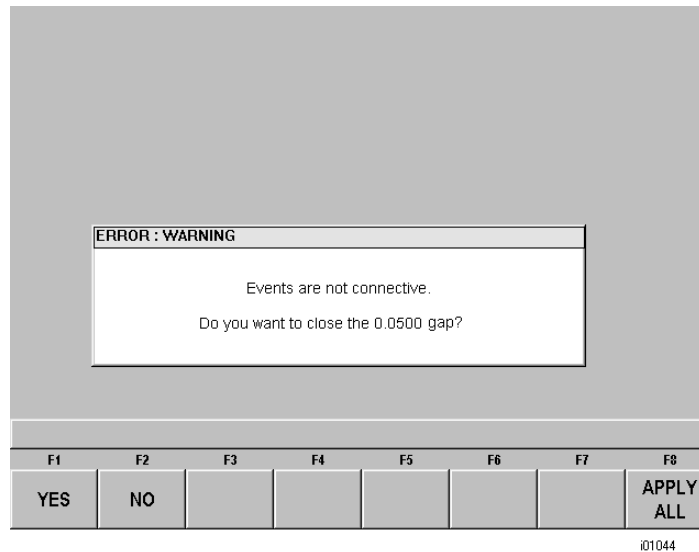 ERROR : WARNING
Events are not connective.
Do you want to close the 0.0500 gap?
F1 F2 F3 F4 F5 F6 F7 F8
YES NO APPLY ALL
i01044